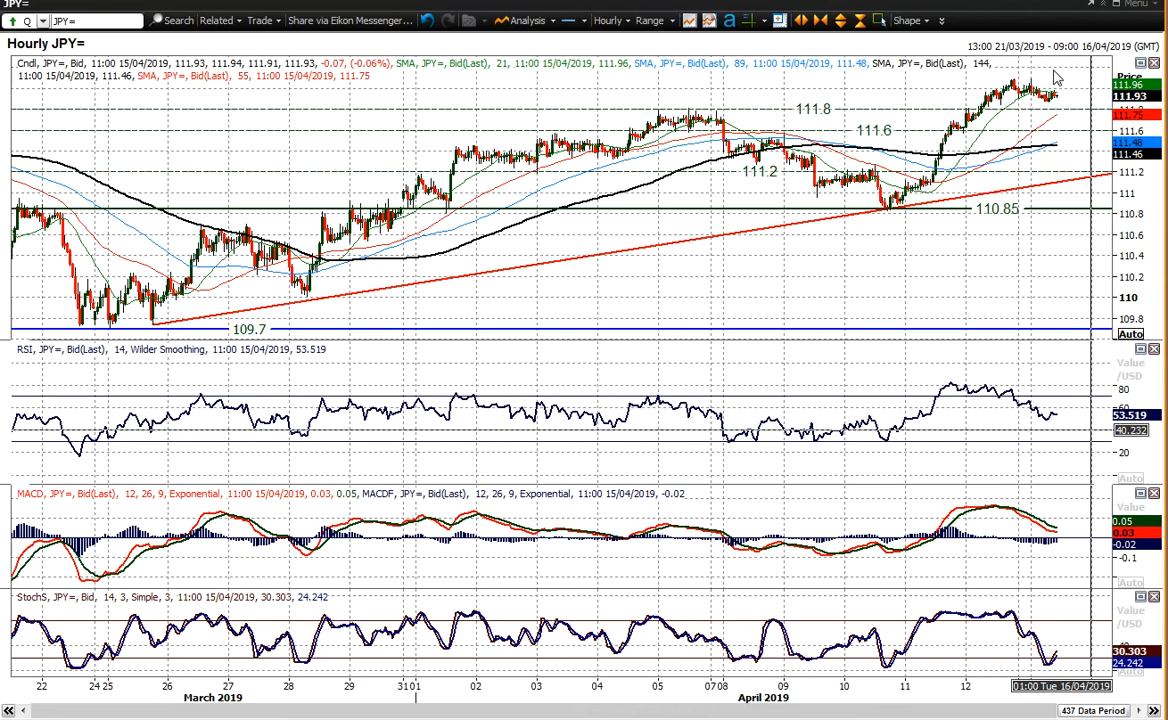 JPY=
Menu
Q JPY= Search Related Trade Share via Eikon Messenger... Analysis Hourly Range a Shape
Hourly JPY=
13:00 21/03/2019 - 09:00 16/04/2019 (GMT)
Cndl, JPY=, Bid, 11:00 15/04/2019, 111.93, 111.94, 111.91, 111.93, -0.07, (-0.06%), SMA, JPY=, Bid(Last), 21, 11:00 15/04/2019, 111.96, SMA, JPY=, Bid(Last), 89, 11:00 15/04/2019, 111.48, SMA, JPY=, Bid(Last), 144,
11:00 15/04/2019, 111.46, SMA, JPY=, Bid(Last), 55, 11:00 15/04/2019, 111.75
Price
111.96
111.93
111.8
111.75
111.6
111.6
111.48
111.46
111.2
111.2
111
110.85
110.8
110.6
110.4
110.2
110
109.8
109.7
Auto
RSI, JPY=, Bid(Last), 14, Wilder Smoothing, 11:00 15/04/2019, 53.519
Value
/USD
80
53.519
40.232
20
Auto
MACD, JPY=, Bid(Last), 12, 26, 9, Exponential, 11:00 15/04/2019, 0.03, 0.05, MACDF, JPY=, Bid(Last), 12, 26, 9, Exponential, 11:00 15/04/2019, -0.02
Value
/USD
0.05
0.03
-0.02
-0.1
Auto
StochS, JPY=, Bid, 14, 3, Simple, 3, 11:00 15/04/2019, 30.303, 24.242
Value
/USD
30.303
24.242
Auto
22 24 25 26 27 28 29 31 01 02 03 04 05 07 08 09 10 11 12 01:00 Tue 16/04/2019
March 2019 April 2019
437 Data Period